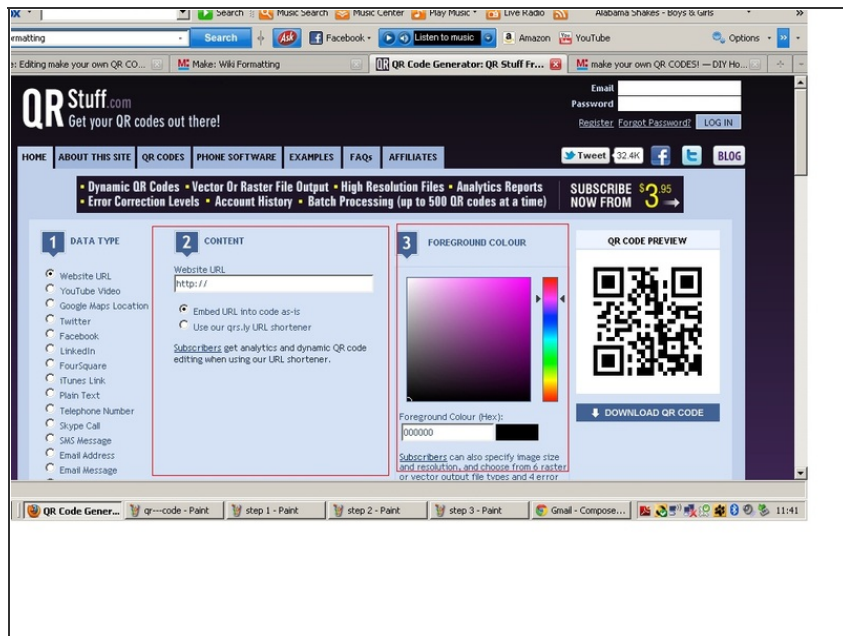 Search Music Search Music Center Play Music Live Radio Alabama Shakes - Boys & Girls »
rmatting Search Ask Facebook Listen to music Amazon YouTube Options »
e: Editing make your own QR CO... Make: Wiki Formatting QR Code Generator: QR Stuff Fr... make your own QR CODES! — DIY Ho...
QR Stuff.com
Get your QR codes out there!
Email
Password
Register Forgot Password? LOG IN
HOME ABOUT THIS SITE QR CODES PHONE SOFTWARE EXAMPLES FAQs AFFILIATES Tweet 32.4K BLOG
• Dynamic QR Codes • Vector Or Raster File Output • High Resolution Files • Analytics Reports
• Error Correction Levels • Account History • Batch Processing (up to 500 QR codes at a time)
SUBSCRIBE
NOW FROM $3.95
1 DATA TYPE
Website URL
YouTube Video
Google Maps Location
Twitter
Facebook
LinkedIn
FourSquare
iTunes Link
Plain Text
Telephone Number
Skype Call
SMS Message
Email Address
Email Message
2 CONTENT
Website URL
http://
Embed URL into code as-is
Use our qrs.ly URL shortener
Subscribers get analytics and dynamic QR code
editing when using our URL shortener.
3 FOREGROUND COLOUR
Foreground Colour (Hex):
000000
Subscribers can also specify image size
and resolution, and choose from 6 raster
or vector output file types and 4 error
QR CODE PREVIEW
DOWNLOAD QR CODE
QR Code Gener... qr---code - Paint step 1 - Paint step 2 - Paint step 3 - Paint Gmail - Compose... 11:41